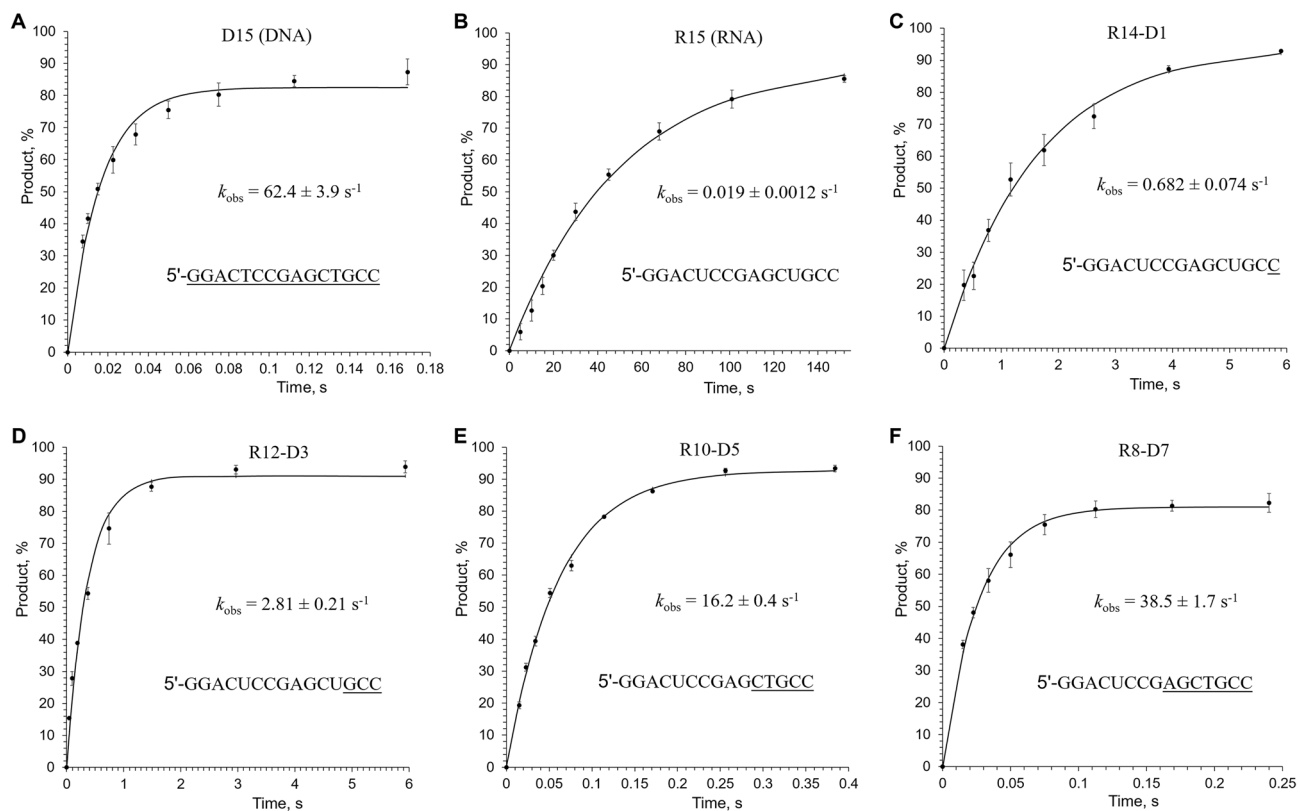 A
D15 (DNA)
Product, %
100
90
80
70
60
50
40
30
20
10
0
k_obs = 62.4 ± 3.9 s⁻¹
5'-GGACTCCGAGCTGCC
0 0.02 0.04 0.06 0.08 0.10 0.12 0.14 0.16 0.18
Time, s
B
R15 (RNA)
Product, %
100
90
80
70
60
50
40
30
20
10
0
k_obs = 0.019 ± 0.0012 s⁻¹
5'-GGACUCCGAGCUGCC
0 20 40 60 80 100 120 140
Time, s
C
R14-D1
Product, %
100
90
80
70
60
50
40
30
20
10
0
k_obs = 0.682 ± 0.074 s⁻¹
5'-GGACUCCGAGCUGCC
0 1 2 3 4 5 6
Time, s
D
R12-D3
Product, %
100
90
80
70
60
50
40
30
20
10
0
k_obs = 2.81 ± 0.21 s⁻¹
5'-GGACUCCGAGCUGCC
0 1 2 3 4 5 6
Time, s
E
R10-D5
Product, %
100
90
80
70
60
50
40
30
20
10
0
k_obs = 16.2 ± 0.4 s⁻¹
5'-GGACUCCGAGCTGCC
0 0.05 0.1 0.15 0.2 0.25 0.3 0.35 0.4
Time, s
F
R8-D7
Product, %
100
90
80
70
60
50
40
30
20
10
0
k_obs = 38.5 ± 1.7 s⁻¹
5'-GGACUCCGAGCTGCC
0 0.05 0.1 0.15 0.2 0.25
Time, s